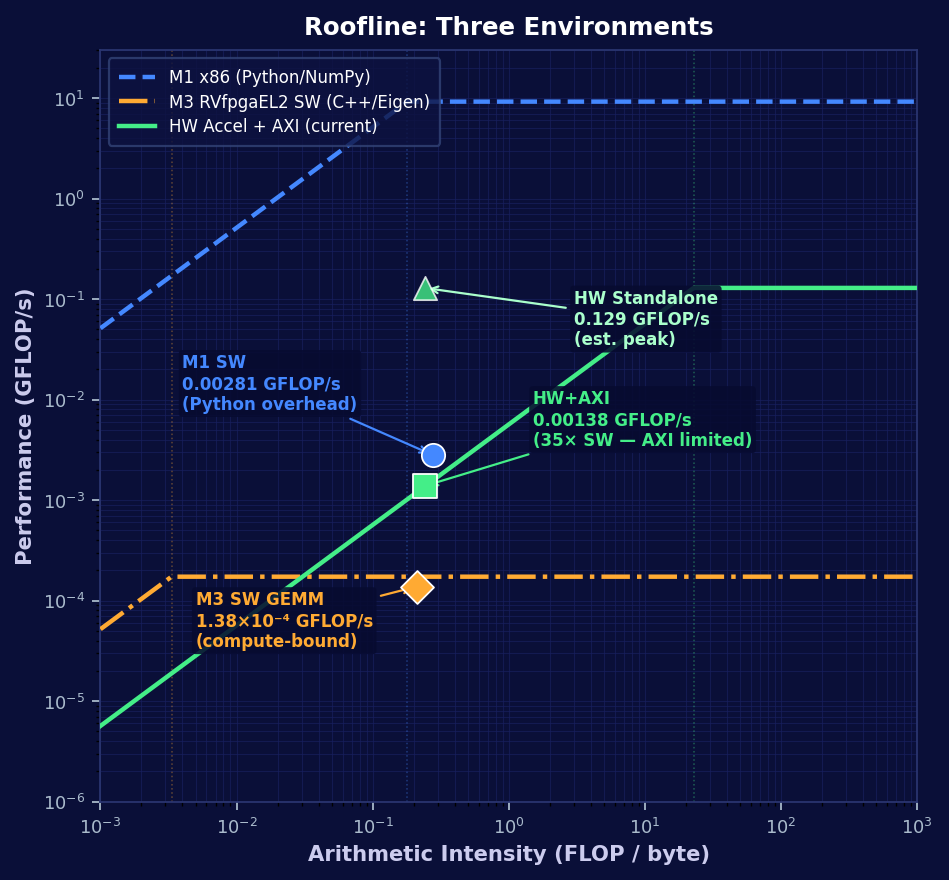 Roofline: Three Environments
M1 x86 (Python/NumPy)
M3 RVfpgaEL2 SW (C++/Eigen)
HW Accel + AXI (current)
10¹
10⁰
10⁻¹
10⁻²
10⁻³
10⁻⁴
10⁻⁵
10⁻⁶
Performance (GFLOP/s)
HW Standalone
0.129 GFLOP/s
(est. peak)
M1 SW
0.00281 GFLOP/s
(Python overhead)
HW+AXI
0.00138 GFLOP/s
(35× SW — AXI limited)
M3 SW GEMM
1.38×10⁻⁴ GFLOP/s
(compute-bound)
10⁻³ 10⁻² 10⁻¹ 10⁰ 10¹ 10² 10³
Arithmetic Intensity (FLOP / byte)